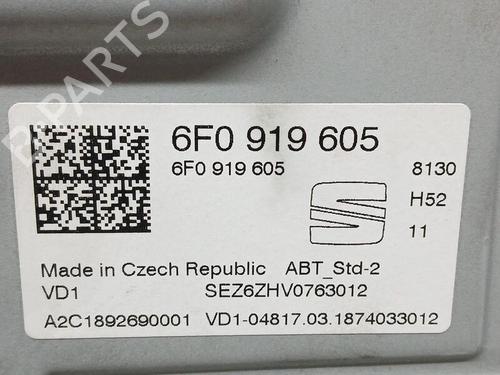 B-PARTS
6F0 919 605
6F0 919 605 8130
H52
11
Made in Czech Republic ABT_Std-2
VD1 SEZ6ZHV0763012
A2C1892690001 VD1-04817.03.1874033012